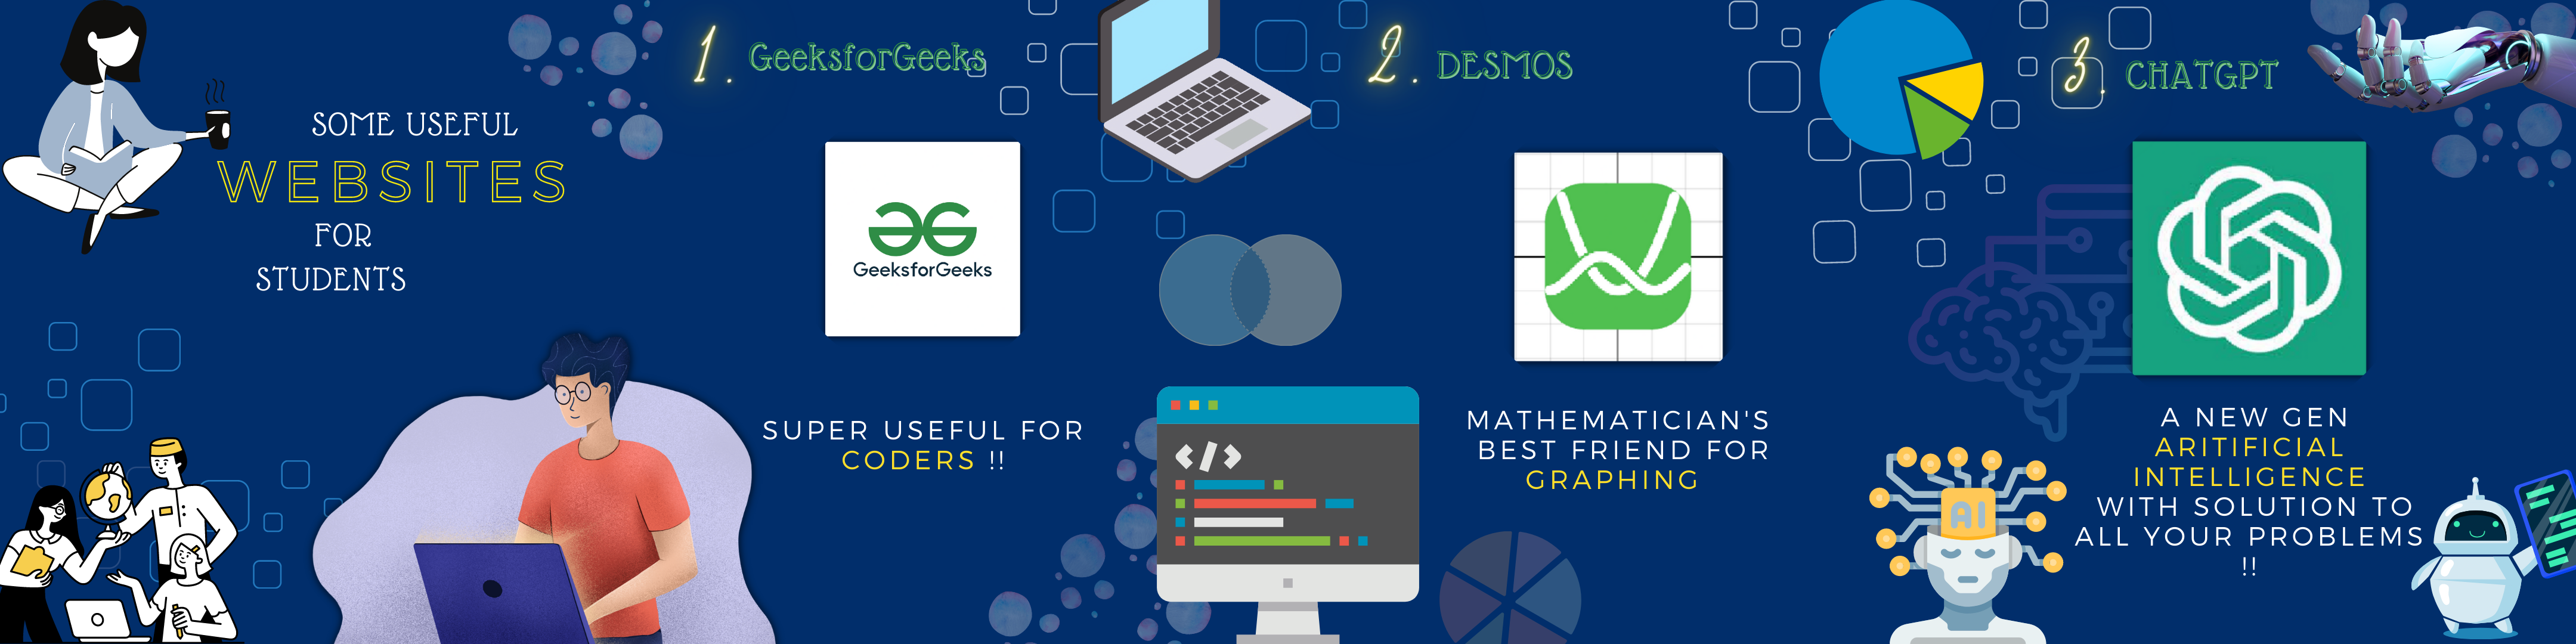 SOME USEFUL
WEBSITES
FOR
STUDENTS
1. GeeksforGeeks
GeeksforGeeks
SUPER USEFUL FOR
CODERS !!
</>
2. DESMOS
MATHEMATICIAN'S
BEST FRIEND FOR
GRAPHING
3. CHATGPT
A NEW GEN
ARITIFICIAL
INTELLIGENCE
WITH SOLUTION TO
ALL YOUR PROBLEMS
!!
AI